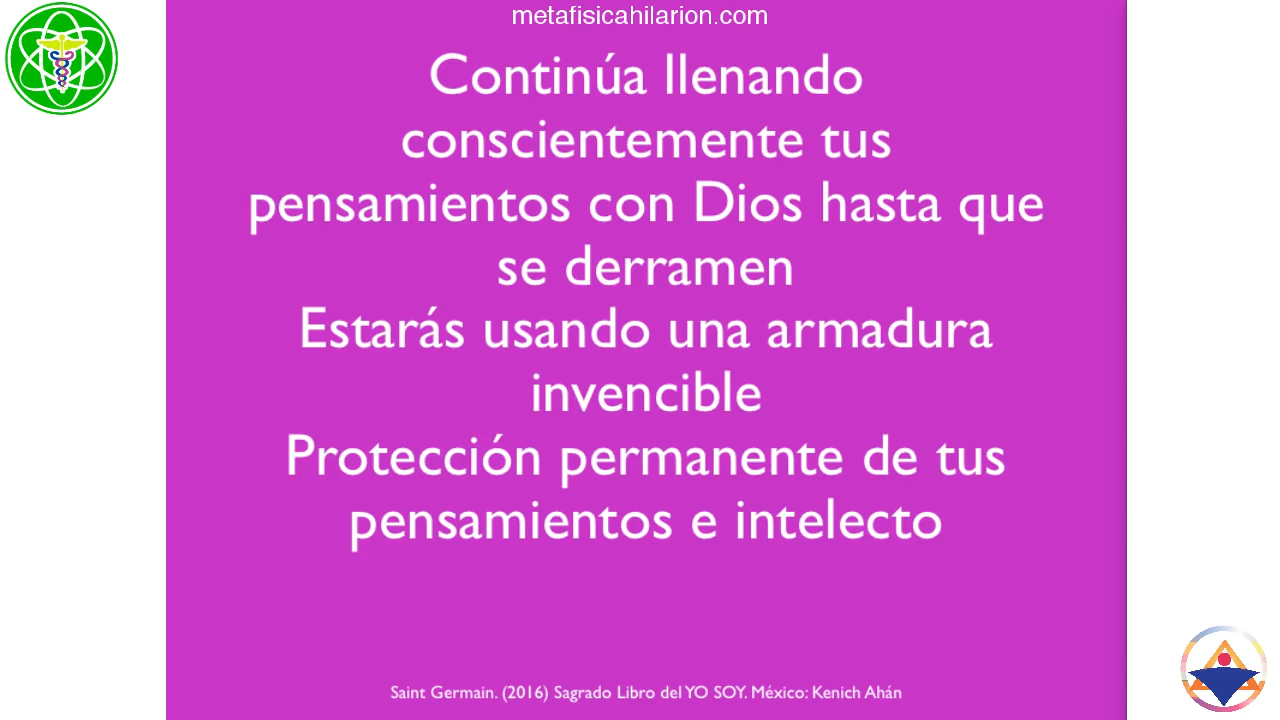 metafisicahilarion.com
Continúa llenando
conscientemente tus
pensamientos con Dios hasta que
se derramen
Estarás usando una armadura
invencible
Protección permanente de tus
pensamientos e intelecto
Saint Germain. (2016) Sagrado Libro del YO SOY. México: Kenich Ahán